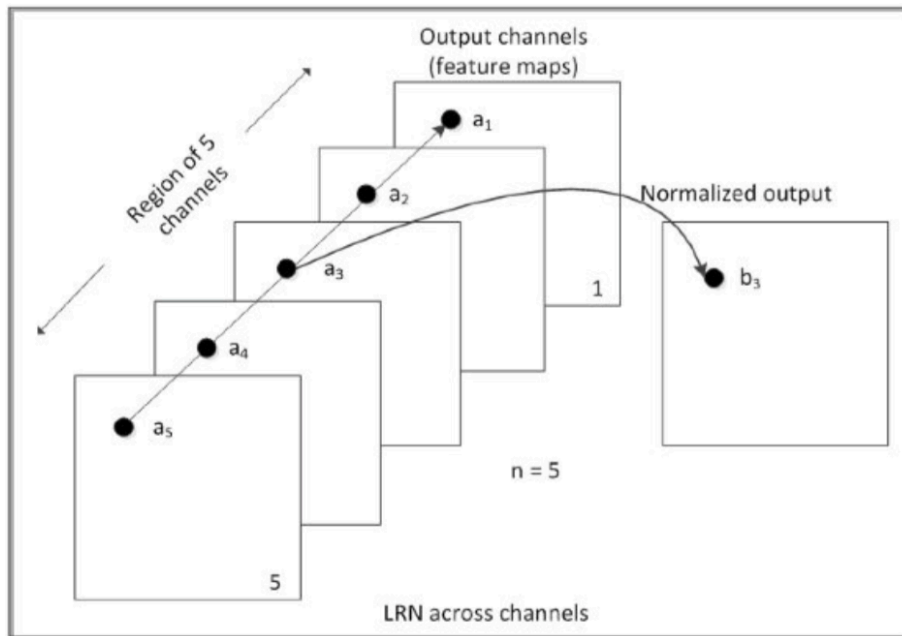 Output channels
(feature maps)
Region of 5
channels
a₁
a₂
a₃
a₄
a₅
1
5
Normalized output
b₃
n = 5
LRN across channels